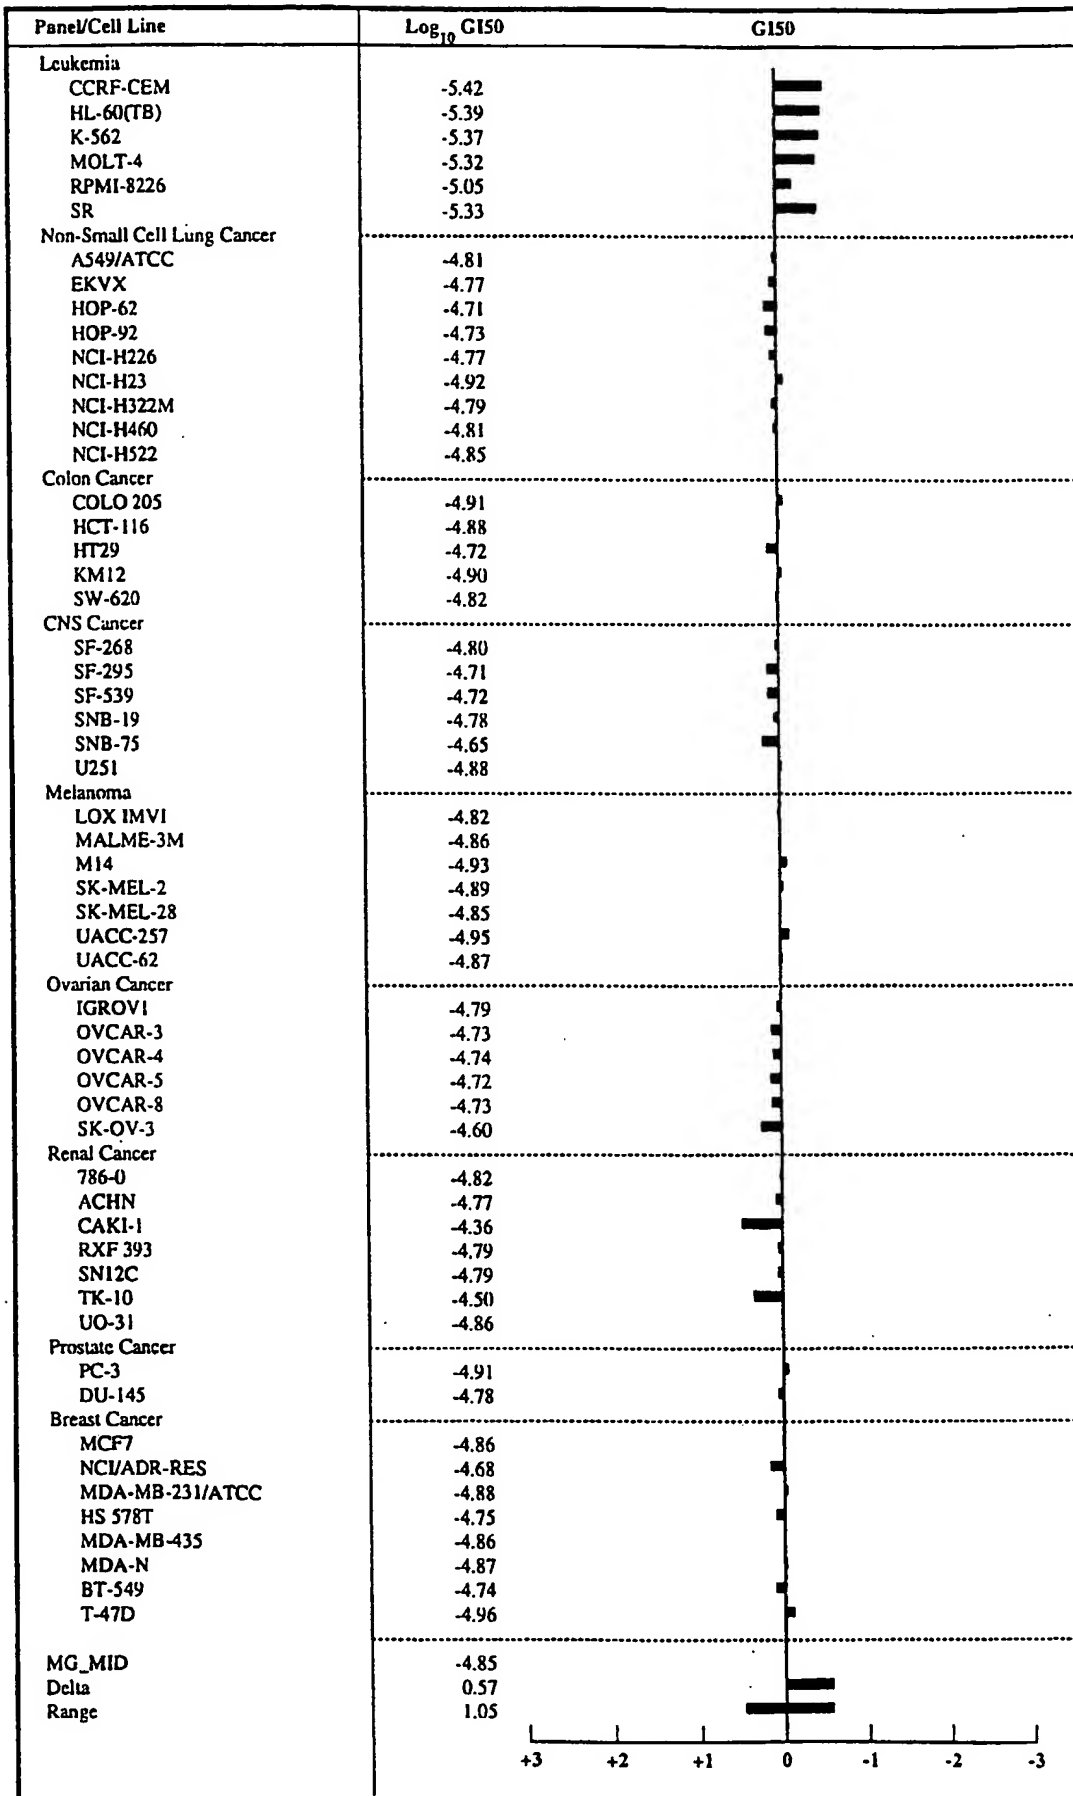 Panel/Cell Line Log10 GI50 GI50
Leukemia
CCRF-CEM -5.42
HL-60(TB) -5.39
K-562 -5.37
MOLT-4 -5.32
RPMI-8226 -5.05
SR -5.33
Non-Small Cell Lung Cancer
A549/ATCC -4.81
EKVX -4.77
HOP-62 -4.71
HOP-92 -4.73
NCI-H226 -4.77
NCI-H23 -4.92
NCI-H322M -4.79
NCI-H460 -4.81
NCI-H522 -4.85
Colon Cancer
COLO 205 -4.91
HCT-116 -4.88
HT29 -4.72
KM12 -4.90
SW-620 -4.82
CNS Cancer
SF-268 -4.80
SF-295 -4.71
SF-539 -4.72
SNB-19 -4.78
SNB-75 -4.65
U251 -4.88
Melanoma
LOX IMVI -4.82
MALME-3M -4.86
M14 -4.93
SK-MEL-2 -4.89
SK-MEL-28 -4.85
UACC-257 -4.95
UACC-62 -4.87
Ovarian Cancer
IGROV1 -4.79
OVCAR-3 -4.73
OVCAR-4 -4.74
OVCAR-5 -4.72
OVCAR-8 -4.73
SK-OV-3 -4.60
Renal Cancer
786-0 -4.82
ACHN -4.77
CAKI-1 -4.36
RXF 393 -4.79
SN12C -4.79
TK-10 -4.50
UO-31 -4.86
Prostate Cancer
PC-3 -4.91
DU-145 -4.78
Breast Cancer
MCF7 -4.86
NCI/ADR-RES -4.68
MDA-MB-231/ATCC -4.88
HS 578T -4.75
MDA-MB-435 -4.86
MDA-N -4.87
BT-549 -4.74
T-47D -4.96
MG_MID -4.85
Delta 0.57
Range 1.05
+3 +2 +1 0 -1 -2 -3